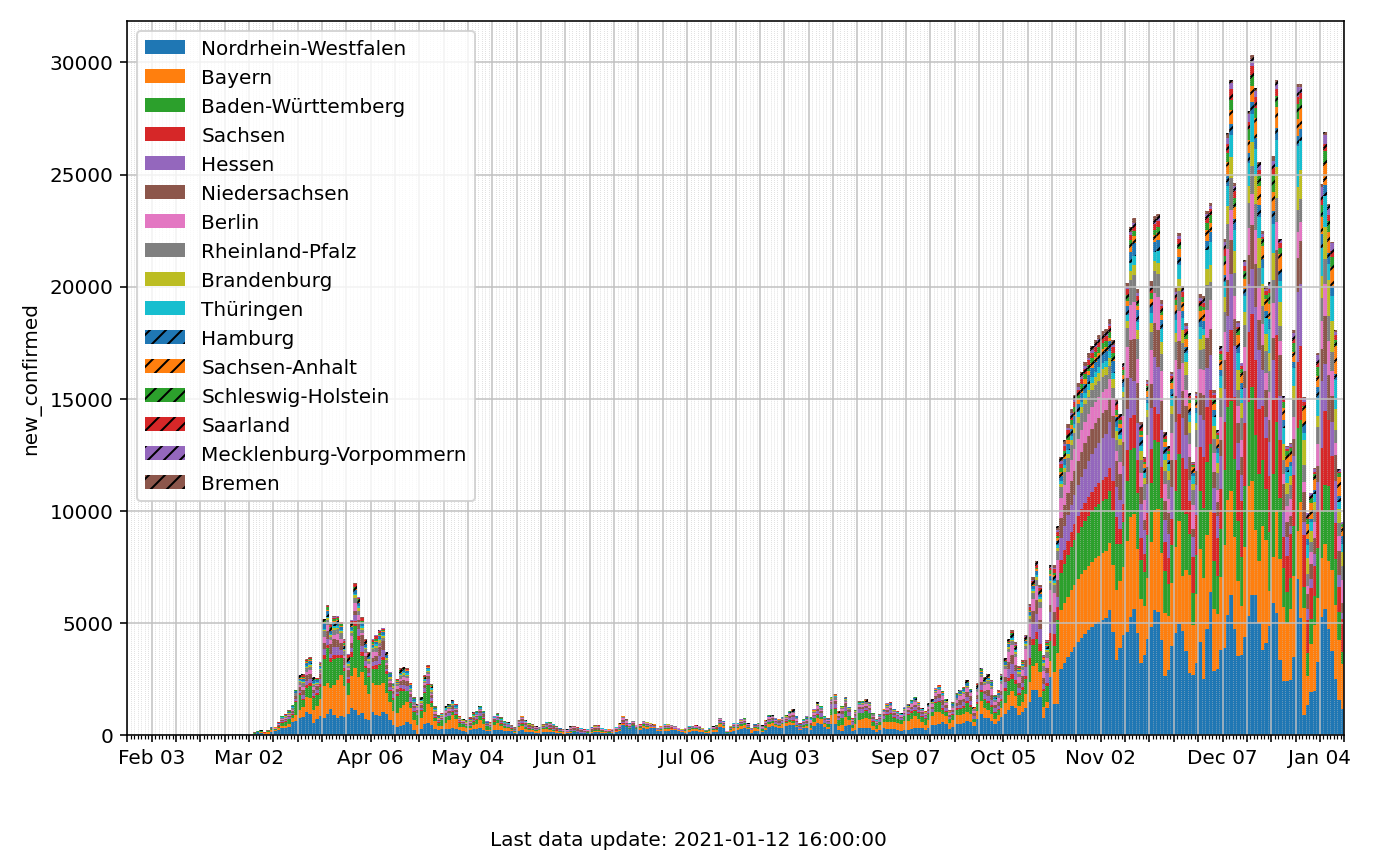 30000
25000
20000
15000
10000
5000
0
new_confirmed
Nordrhein-Westfalen
Bayern
Baden-Württemberg
Sachsen
Hessen
Niedersachsen
Berlin
Rheinland-Pfalz
Brandenburg
Thüringen
Hamburg
Sachsen-Anhalt
Schleswig-Holstein
Saarland
Mecklenburg-Vorpommern
Bremen
Feb 03 Mar 02 Apr 06 May 04 Jun 01 Jul 06 Aug 03 Sep 07 Oct 05 Nov 02 Dec 07 Jan 04
Last data update: 2021-01-12 16:00:00